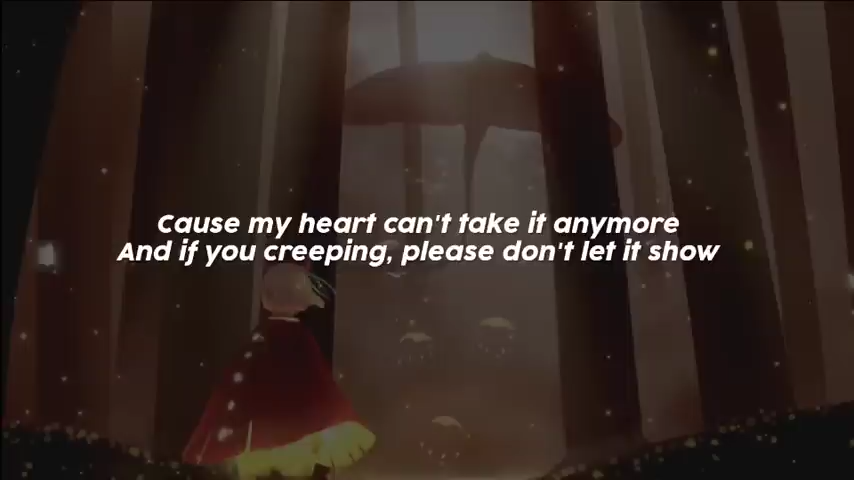 Cause my heart can't take it anymore
And if you creeping, please don't let it show